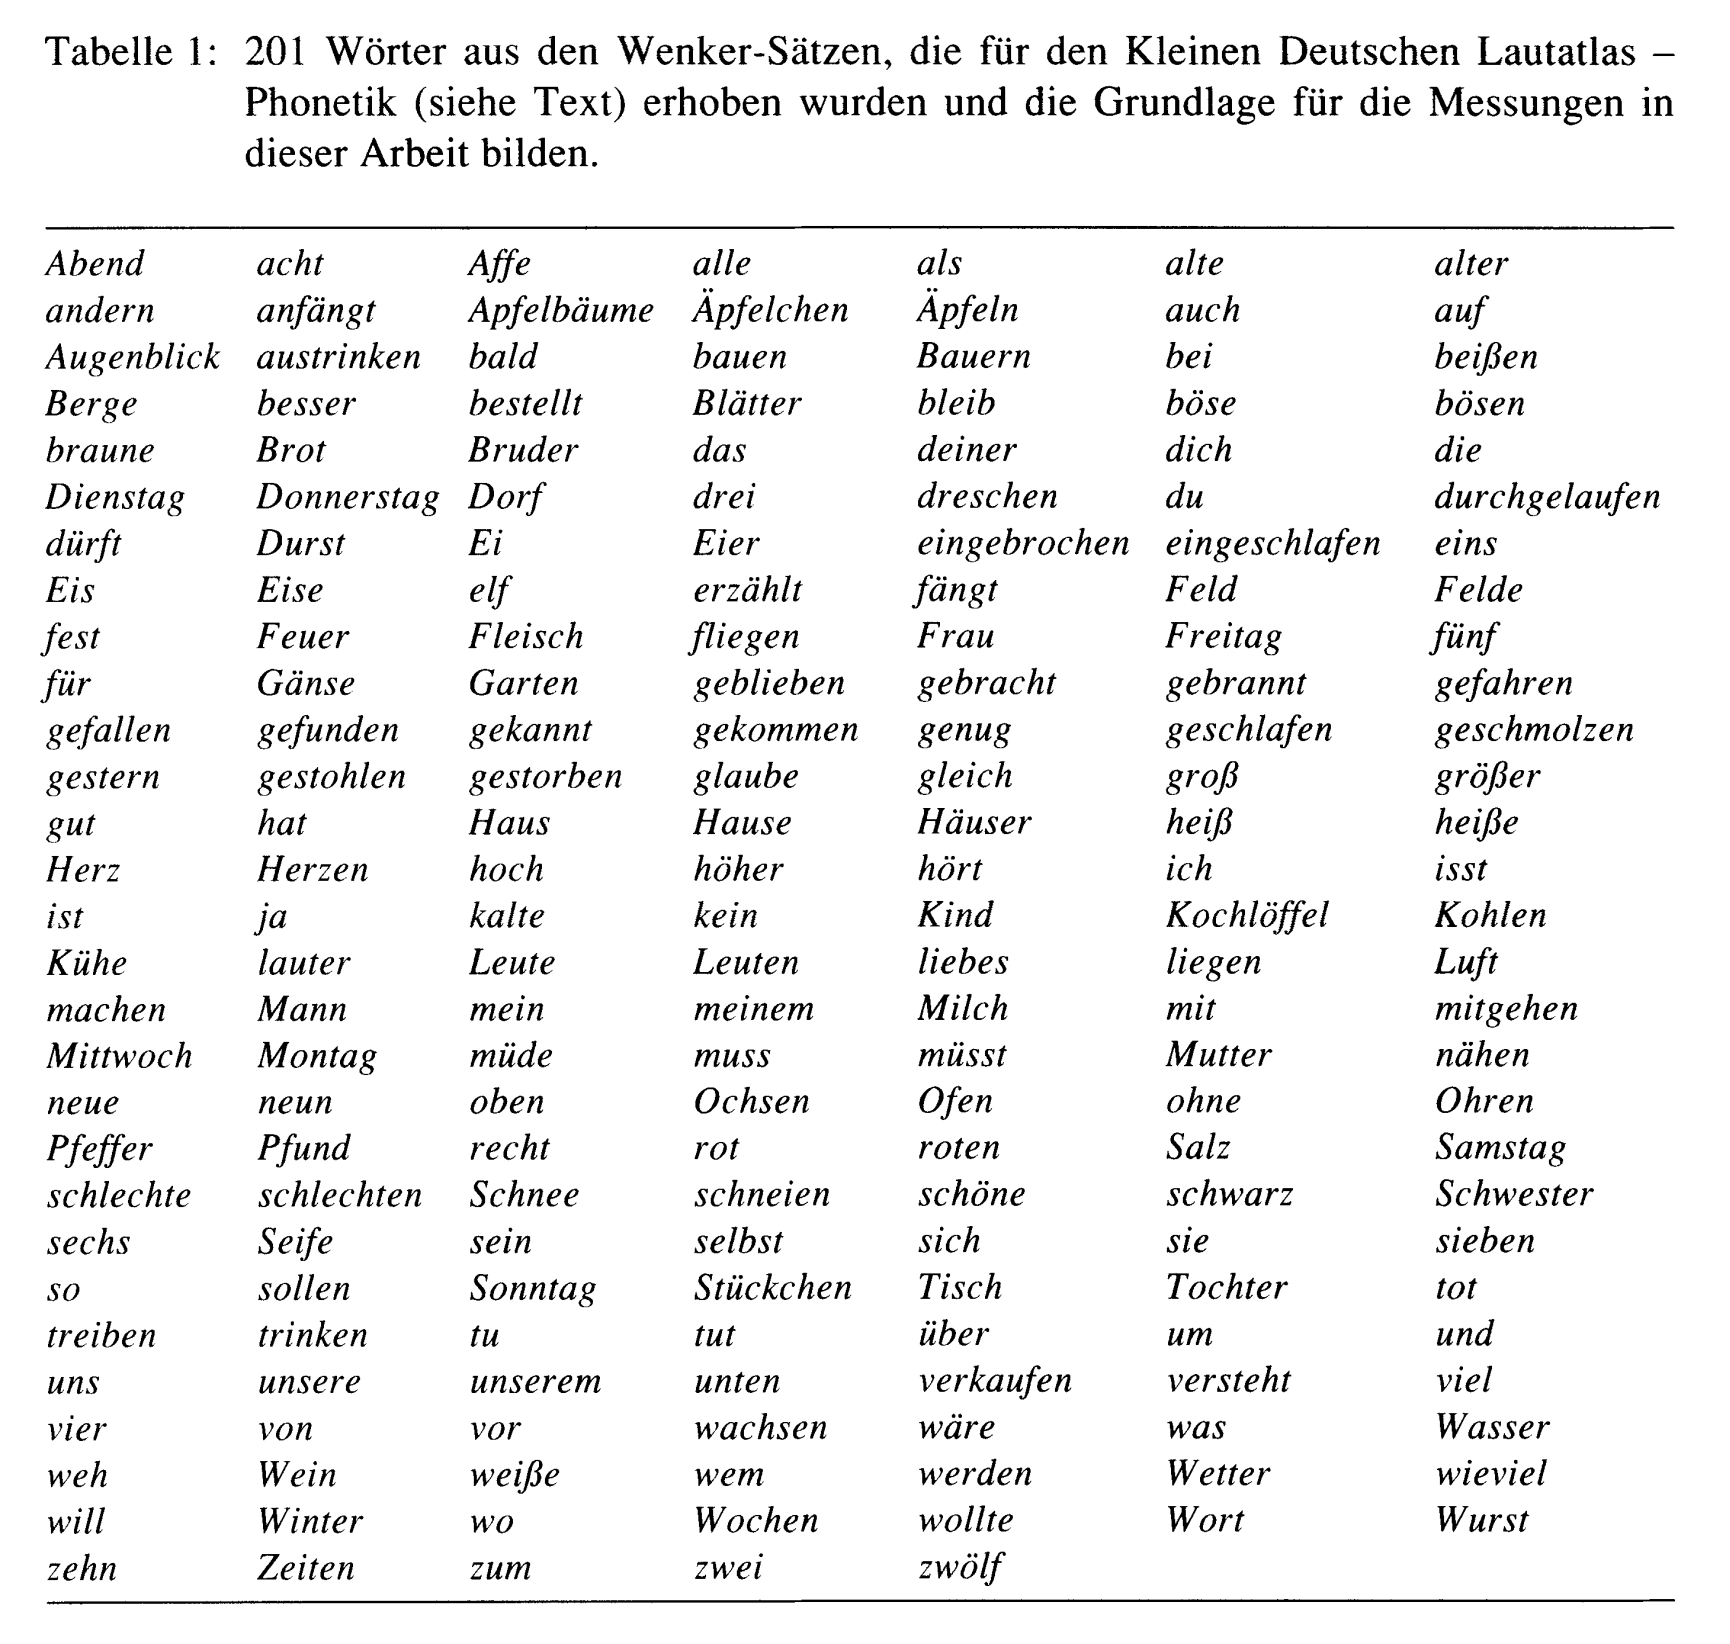 Tabelle 1: 201 Wörter aus den Wenker-Sätzen, die für den Kleinen Deutschen Lautatlas –
Phonetik (siehe Text) erhoben wurden und die Grundlage für die Messungen in
dieser Arbeit bilden.
Abend acht Affe alle als alte alter
andern anfängt Apfelbäume Äpfelchen Äpfeln auch auf
Augenblick austrinken bald bauen Bauern bei beißen
Berge besser bestellt Blätter bleib böse bösen
braune Brot Bruder das deiner dich die
Dienstag Donnerstag Dorf drei dreschen du durchgelaufen
dürft Durst Ei Eier eingebrochen eingeschlafen eins
Eis Eise elf erzählt fängt Feld Felde
fest Feuer Fleisch fliegen Frau Freitag fünf
für Gänse Garten geblieben gebracht gebrannt gefahren
gefallen gefunden gekannt gekommen genug geschlafen geschmolzen
gestern gestohlen gestorben glaube gleich groß größer
gut hat Haus Hause Häuser heiß heiße
Herz Herzen hoch höher hört ich isst
ist ja kalte kein Kind Kochlöffel Kohlen
Kühe lauter Leute Leuten liebes liegen Luft
machen Mann mein meinem Milch mit mitgehen
Mittwoch Montag müde muss müsst Mutter nähen
neue neun oben Ochsen Ofen ohne Ohren
Pfeffer Pfund recht rot roten Salz Samstag
schlechte schlechten Schnee schneien schöne schwarz Schwester
sechs Seife sein selbst sich sie sieben
so sollen Sonntag Stückchen Tisch Tochter tot
treiben trinken tu tut über um und
uns unsere unserem unten verkaufen versteht viel
vier von vor wachsen wäre was Wasser
weh Wein weiße wem werden Wetter wieviel
will Winter wo Wochen wollte Wort Wurst
zehn Zeiten zum zwei zwölf